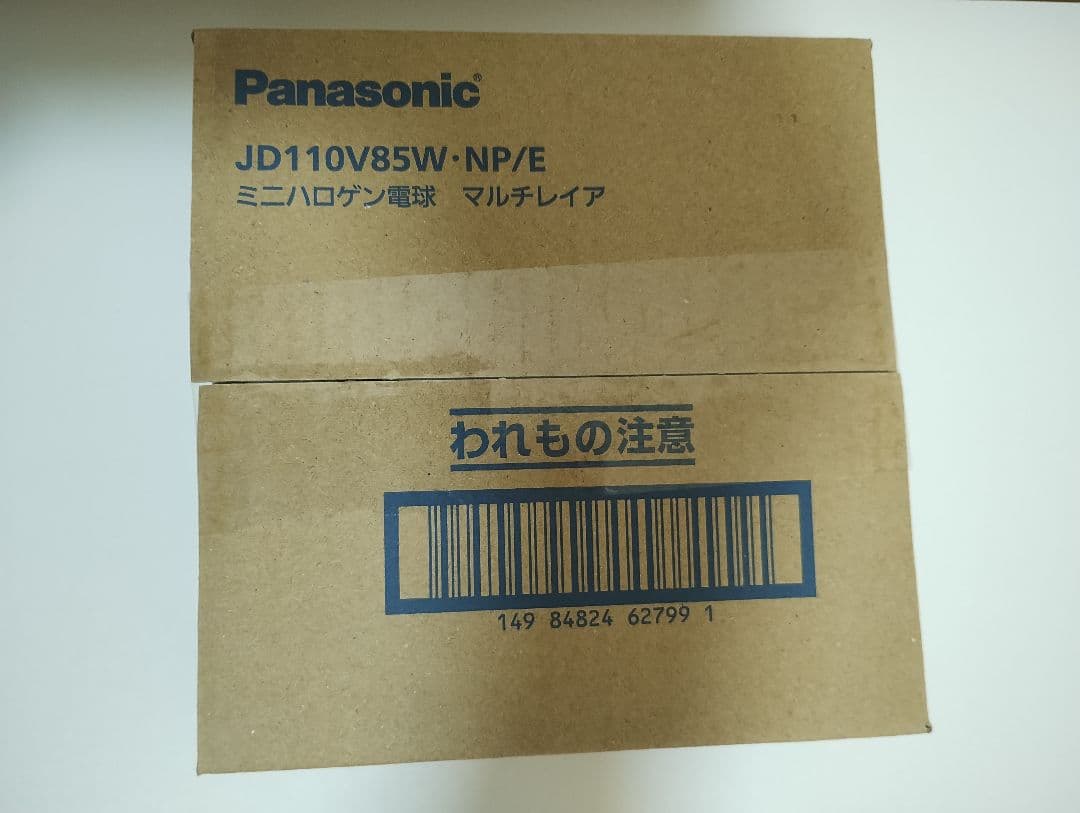 Panasonic®
JD110V85W・NP/E
ミニハロゲン電球 マルチレイア
われもの注意
149 84824 62799 1